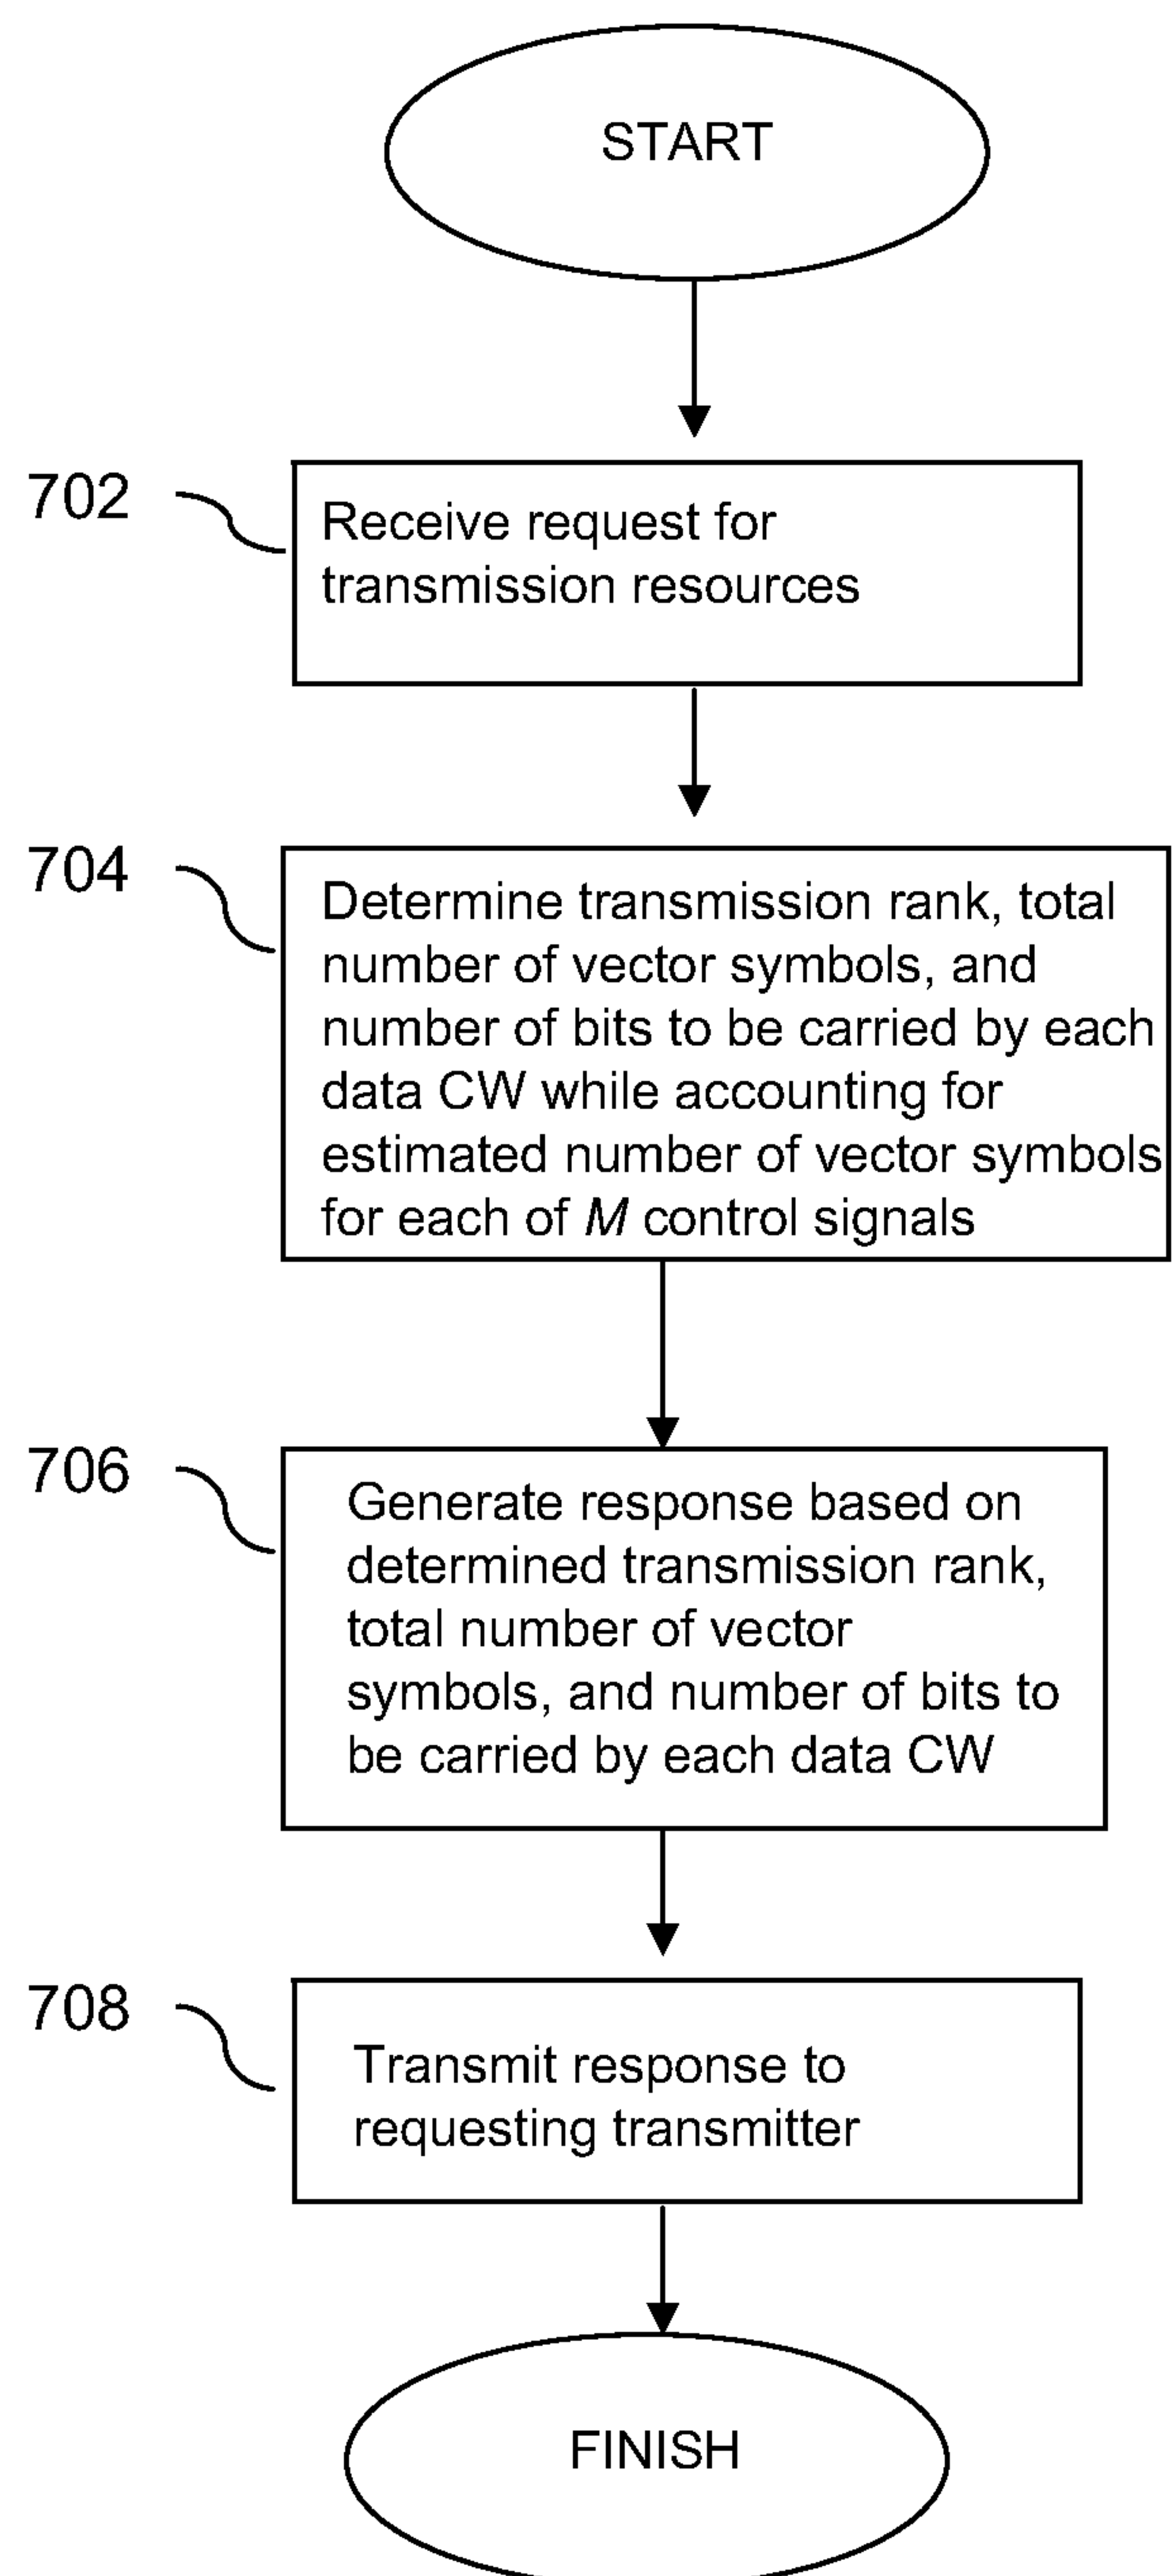 START
702
Receive request for
transmission resources
704
Determine transmission rank, total
number of vector symbols, and
number of bits to be carried by each
data CW while accounting for
estimated number of vector symbols
for each of M control signals
706
Generate response based on
determined transmission rank,
total number of vector
symbols, and number of bits to
be carried by each data CW
708
Transmit response to
requesting transmitter
FINISH